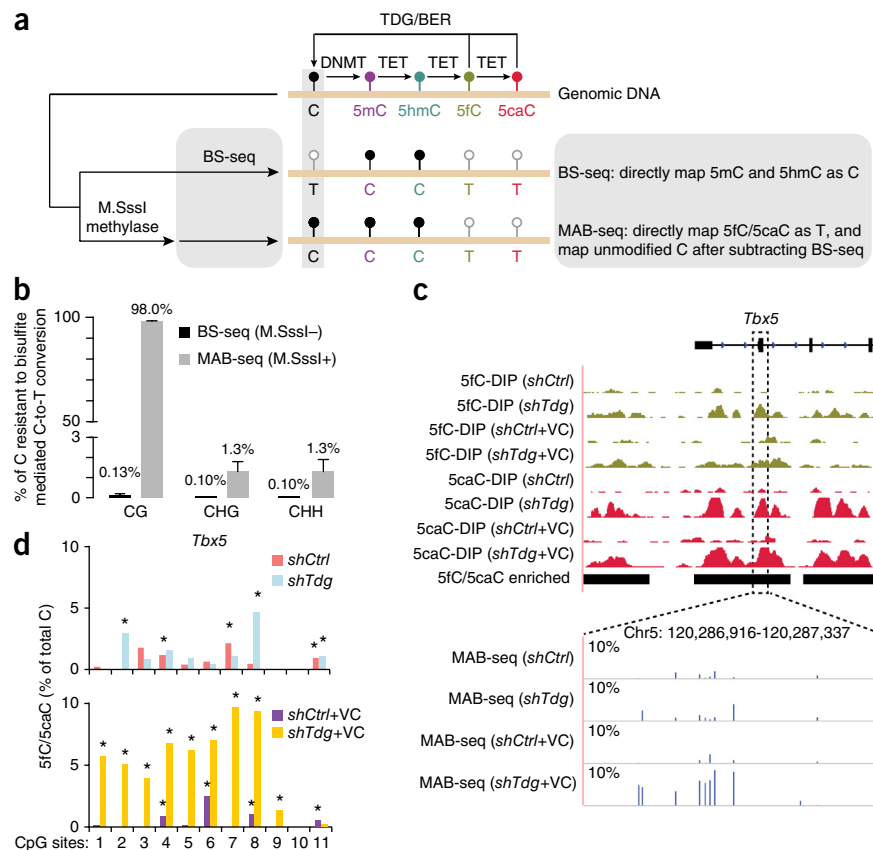 a
TDG/BER
DNMT TET TET TET
C 5mC 5hmC 5fC 5caC
Genomic DNA
BS-seq
T C C T T
BS-seq: directly map 5mC and 5hmC as C
M.SssI
methylase
C C C T T
MAB-seq: directly map 5fC/5caC as T, and
map unmodified C after subtracting BS-seq
b
% of C resistant to bisulfite
mediated C-to-T conversion
100
50
3
0
98.0%
BS-seq (M.SssI–)
MAB-seq (M.SssI+)
0.13%
0.10%
1.3%
0.10%
1.3%
CG CHG CHH
c
Tbx5
5fC-DIP (shCtrl)
5fC-DIP (shTdg)
5fC-DIP (shCtrl+VC)
5fC-DIP (shTdg+VC)
5caC-DIP (shCtrl)
5caC-DIP (shTdg)
5caC-DIP (shCtrl+VC)
5caC-DIP (shTdg+VC)
5fC/5caC enriched
Chr5: 120,286,916-120,287,337
MAB-seq (shCtrl)
10%
MAB-seq (shTdg)
10%
MAB-seq (shCtrl+VC)
10%
MAB-seq (shTdg+VC)
10%
d
Tbx5
5fC/5caC (% of total C)
10
5
0
shCtrl
shTdg
* * * * *
10
5
0
shCtrl+VC
shTdg+VC
* * * * * * * * * * * * *
CpG sites: 1 2 3 4 5 6 7 8 9 10 11